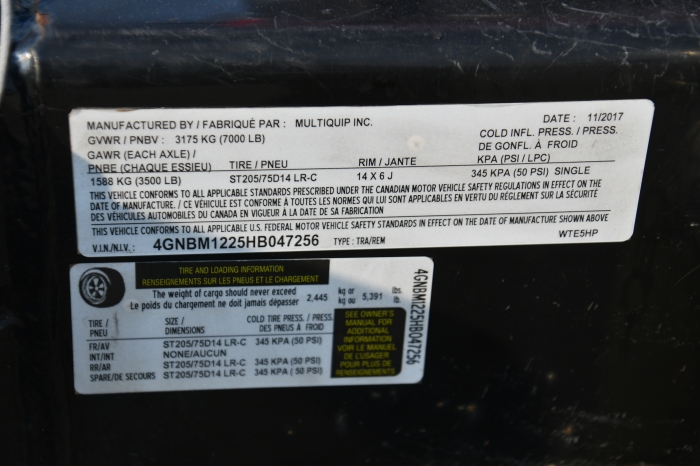 MANUFACTURED BY / FABRIQUÉ PAR : MULTIQUIP INC. DATE : 11/2017
GVWR / PNBV : 3175 KG (7000 LB) COLD INFL. PRESS. / PRESS.
GAWR (EACH AXLE) / DE GONFL. À FROID
PNBE (CHAQUE ESSIEU) TIRE / PNEU RIM / JANTE KPA (PSI / LPC)
1588 KG (3500 LB) ST205/75D14 LR-C 14 X 6 J 345 KPA (50 PSI) SINGLE
THIS VEHICLE CONFORMS TO ALL APPLICABLE STANDARDS PRESCRIBED UNDER THE CANADIAN MOTOR VEHICLE SAFETY REGULATIONS IN EFFECT ON THE
DATE OF MANUFACTURE. / CE VÉHICULE EST CONFORME À TOUTES LES NORMES QUI LUI SONT APPLICABLES EN VERTU DU RÈGLEMENT SUR LA SÉCURITÉ
DES VÉHICULES AUTOMOBILES DU CANADA EN VIGUEUR À LA DATE DE SA FABRICATION
THIS VEHICLE CONFORMS TO ALL APPLICABLE U.S. FEDERAL MOTOR VEHICLE SAFETY STANDARDS IN EFFECT ON THE DATE OF MANUFACTURE SHOWN ABOVE
V.I.N./N.I.V.: 4GNBM1225HB047256 TYPE : TRA/REM WTE5HP
TIRE AND LOADING INFORMATION
RENSEIGNEMENTS SUR LES PNEUS ET LE CHARGEMENT
The weight of cargo should never exceed kg or lbs.
Le poids du chargement ne doit jamais dépasser 2,445 kg ou 5,391 lb.
TIRE / SIZE / COLD TIRE PRESS. / PRESS.
PNEU DIMENSIONS DES PNEUS À FROID
FR/AV ST205/75D14 LR-C 345 KPA (50 PSI)
INT/INT NONE/AUCUN
RR/AR ST205/75D14 LR-C 345 KPA (50 PSI)
SPARE/DE SECOURS ST205/75D14 LR-C 345 KPA (50 PSI)
SEE OWNER'S
MANUAL FOR
ADDITIONAL
INFORMATION
VOIR LE MANUEL
DE L'USAGER
POUR PLUS DE
RENSEIGNEMENTS
4GNBM1225HB047256